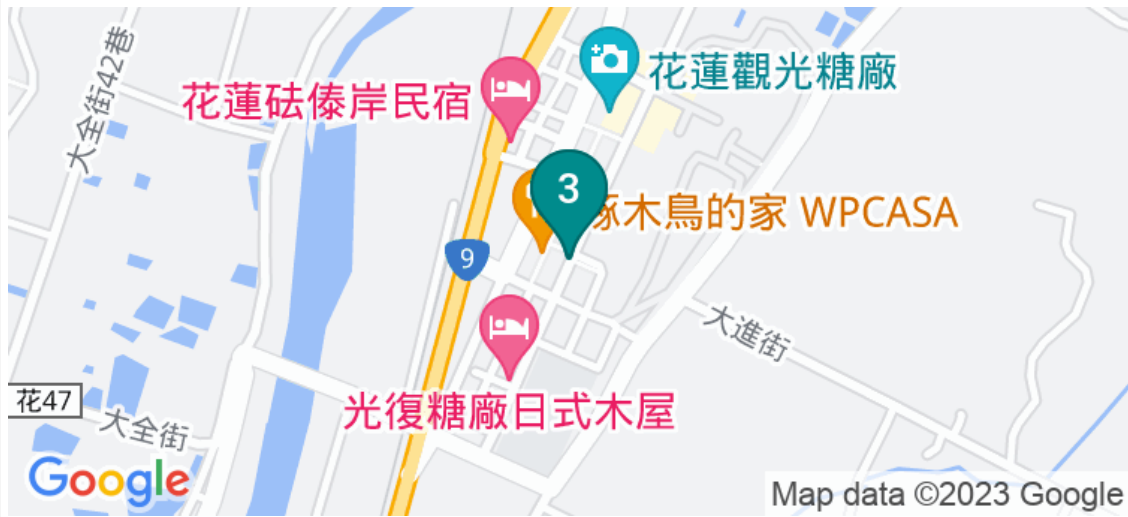 大全街42巷
花蓮觀光糖廠
花蓮砝傣岸民宿
3
啄木鳥的家 WPCASA
9
大進街
光復糖廠日式木屋
花47
大全街
Google
Map data ©2023 Google